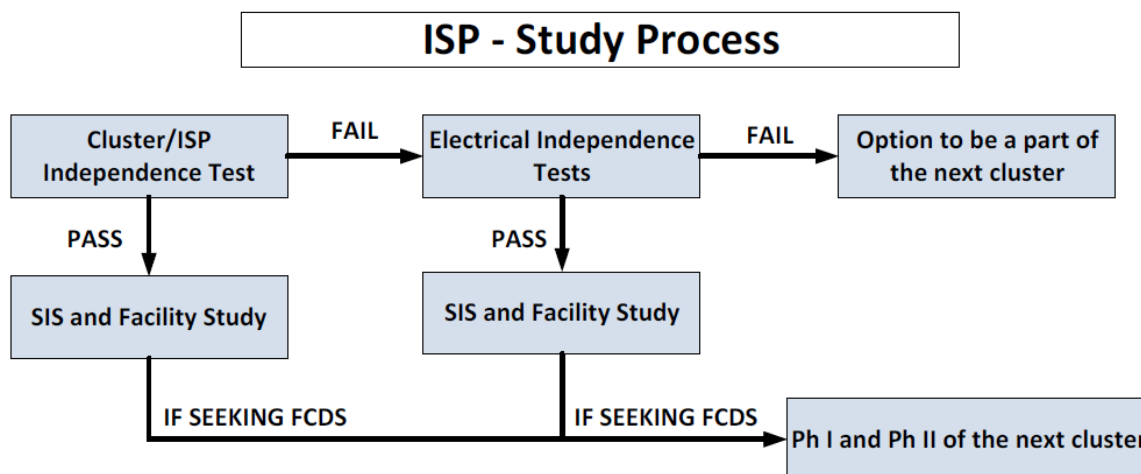 ISP - Study Process
Cluster/ISP
Independence Test
FAIL
Electrical Independence
Tests
FAIL
Option to be a part of
the next cluster
PASS
PASS
SIS and Facility Study
SIS and Facility Study
IF SEEKING FCDS
IF SEEKING FCDS
Ph I and Ph II of the next cluster